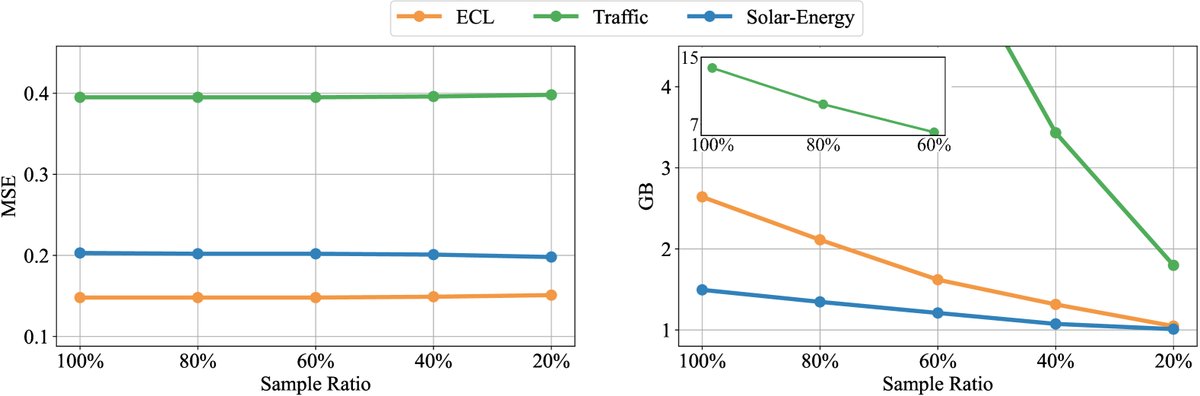 ECL Traffic Solar-Energy
MSE
0.4
0.3
0.2
0.1
100% 80% 60% 40% 20%
Sample Ratio
GB
4
3
2
1
15
7
100% 80% 60%
100% 80% 60% 40% 20%
Sample Ratio